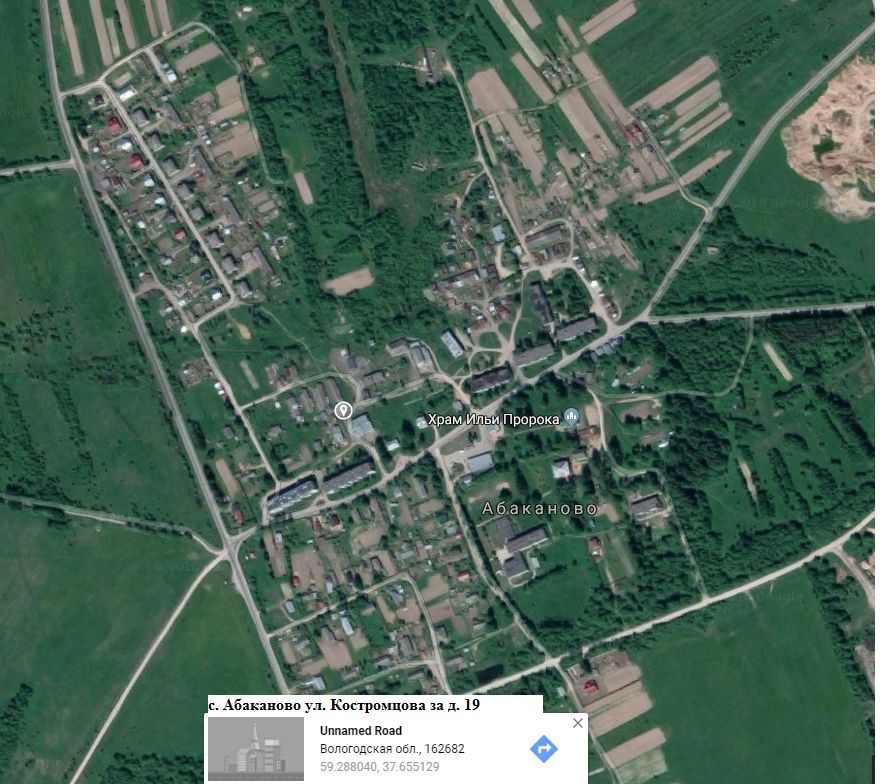 Храм Ильи Пророка
Абаканово
с. Абаканово ул. Костромцова за д. 19
Unnamed Road
Вологодская обл., 162682
59.288040, 37.655129